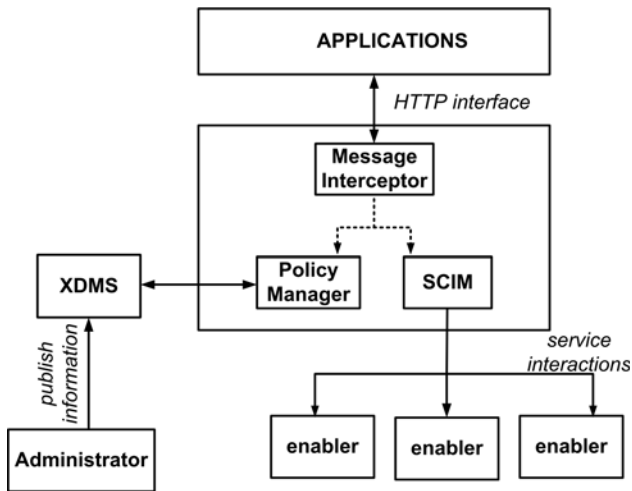 APPLICATIONS
HTTP interface
Message
Interceptor
Policy
Manager
SCIM
XDMS
publish
information
service
interactions
Administrator
enabler
enabler
enabler